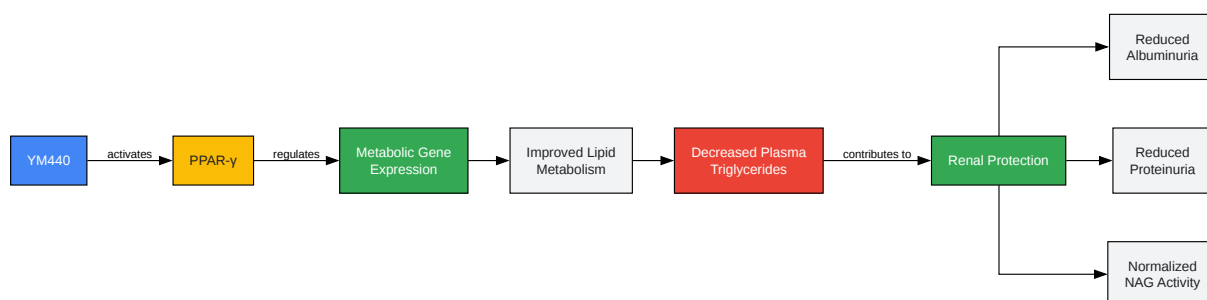 YM440
activates
PPAR-γ
regulates
Metabolic Gene
Expression
Improved Lipid
Metabolism
Decreased Plasma
Triglycerides
contributes to
Renal Protection
Reduced
Albuminuria
Reduced
Proteinuria
Normalized
NAG Activity